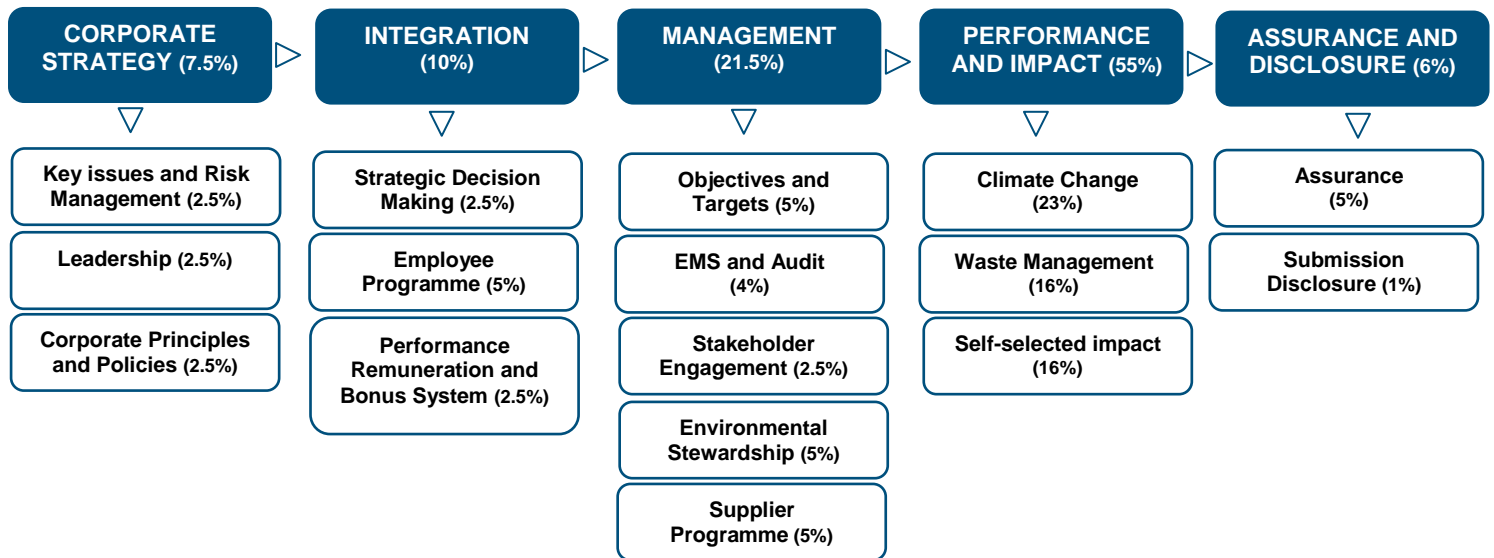 CORPORATE
STRATEGY (7.5%)
Key issues and Risk
Management (2.5%)
Leadership (2.5%)
Corporate Principles
and Policies (2.5%)
INTEGRATION
(10%)
Strategic Decision
Making (2.5%)
Employee
Programme (5%)
Performance
Remuneration and
Bonus System (2.5%)
MANAGEMENT
(21.5%)
Objectives and
Targets (5%)
EMS and Audit
(4%)
Stakeholder
Engagement (2.5%)
Environmental
Stewardship (5%)
Supplier
Programme (5%)
PERFORMANCE
AND IMPACT (55%)
Climate Change
(23%)
Waste Management
(16%)
Self-selected impact
(16%)
ASSURANCE AND
DISCLOSURE (6%)
Assurance
(5%)
Submission
Disclosure (1%)